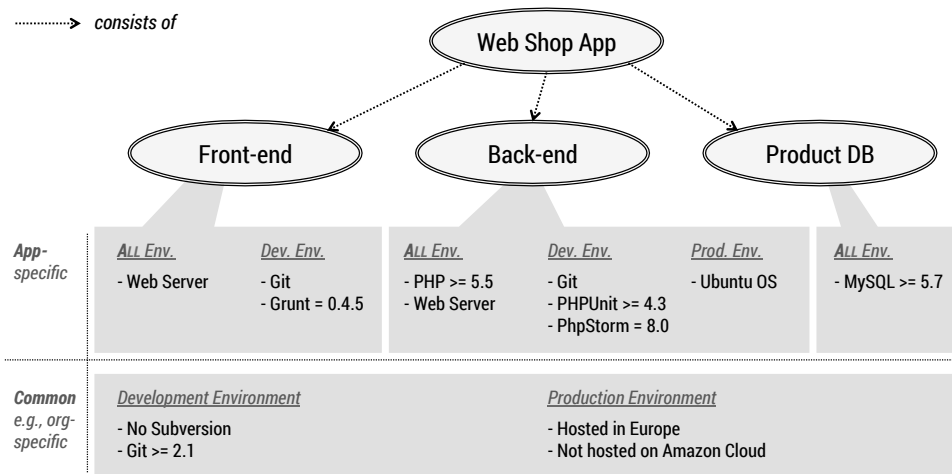 consists of
Web Shop App
Front-end
Back-end
Product DB
App-
specific
ALL Env.
- Web Server
Dev. Env.
- Git
- Grunt = 0.4.5
ALL Env.
- PHP >= 5.5
- Web Server
Dev. Env.
- Git
- PHPUnit >= 4.3
- PhpStorm = 8.0
Prod. Env.
- Ubuntu OS
ALL Env.
- MySQL >= 5.7
Common
e.g., org-
specific
Development Environment
- No Subversion
- Git >= 2.1
Production Environment
- Hosted in Europe
- Not hosted on Amazon Cloud